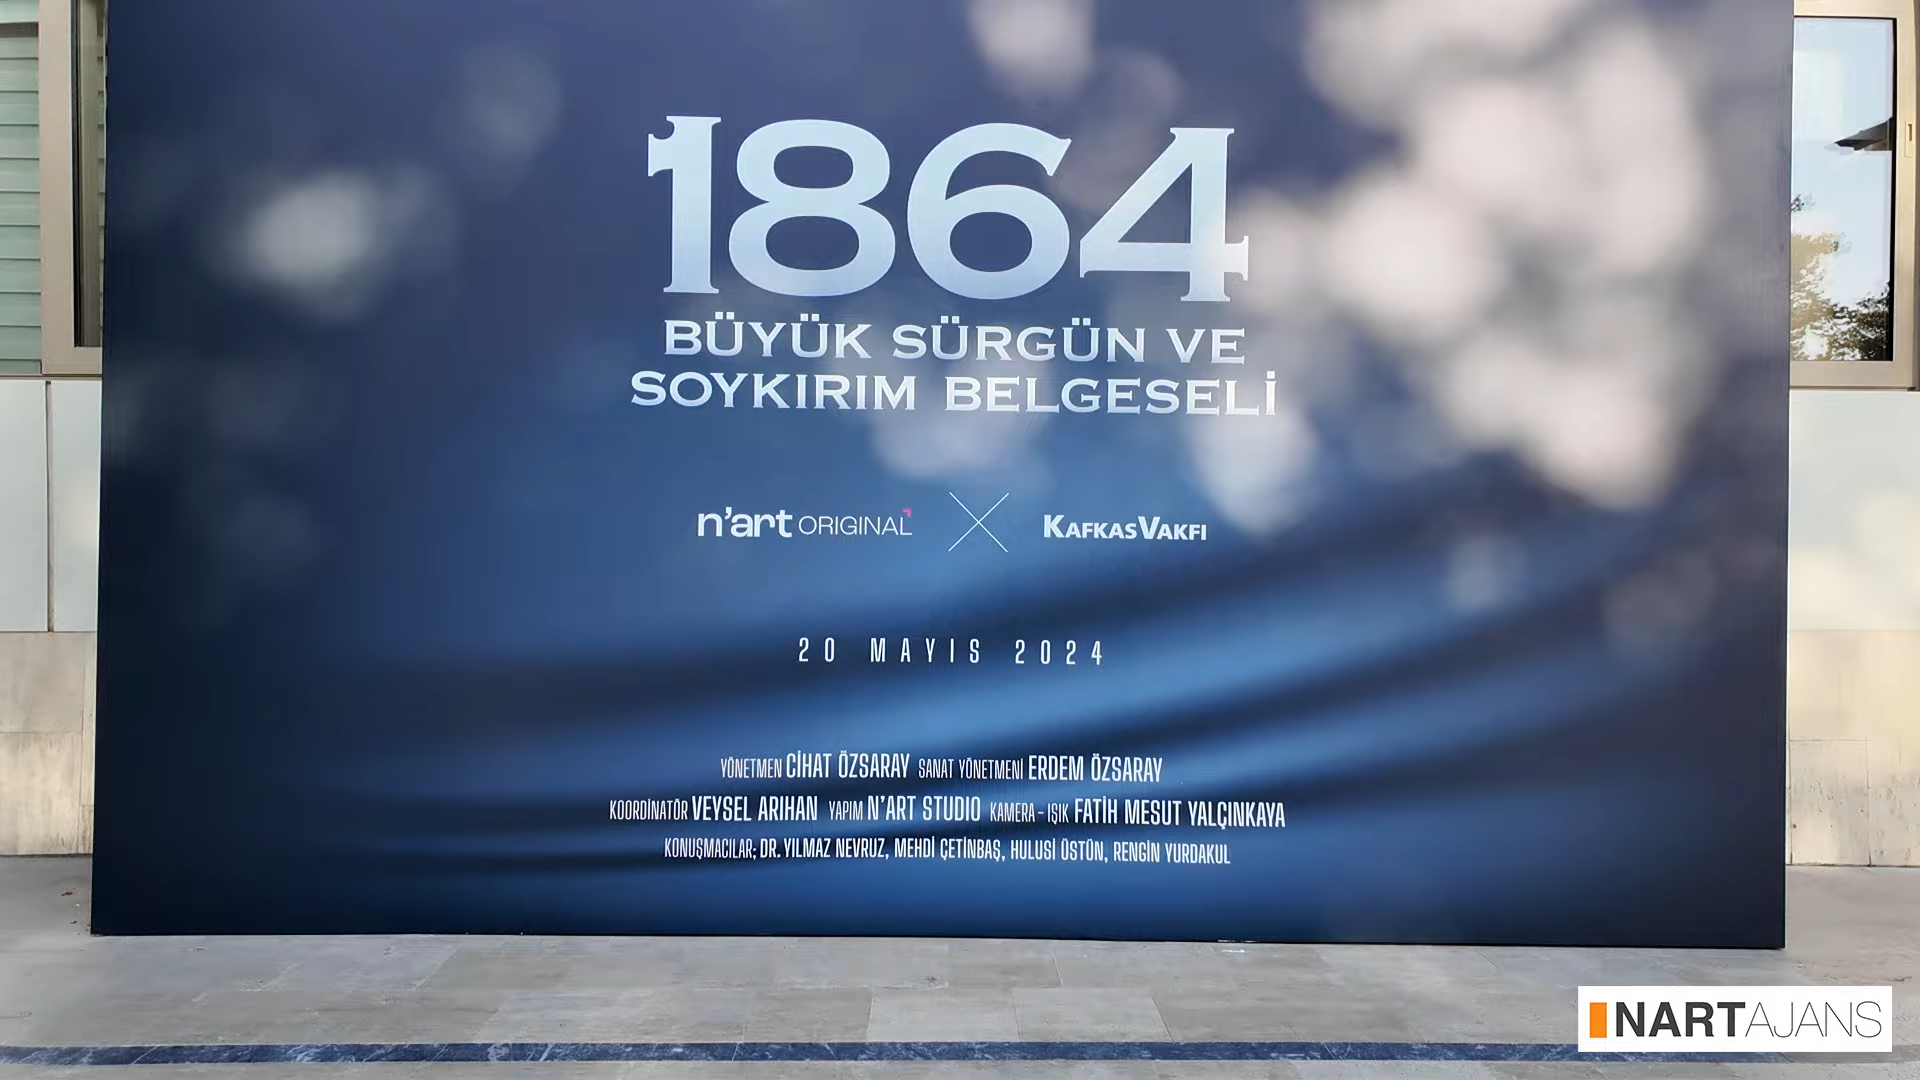 1864
BÜYÜK SÜRGÜN VE
SOYKIRIM BELGESELİ
n'art ORIGINAL X KAFKAS VAKFI
20 MAYIS 2024
YÖNETMEN CİHAT ÖZSARAY SANAT YÖNETMENİ ERDEM ÖZSARAY
KOORDİNATÖR VEYSEL ARIHAN YAPIM N'ART STUDIO KAMERA - IŞIK FATİH MESUT YALÇINKAYA
KONUŞMACILAR; DR. YILMAZ NEVRUZ, MEHDİ ÇETİNBAŞ, HULUSİ ÜSTÜN, RENGİN YURDAKUL
NARTAJANS